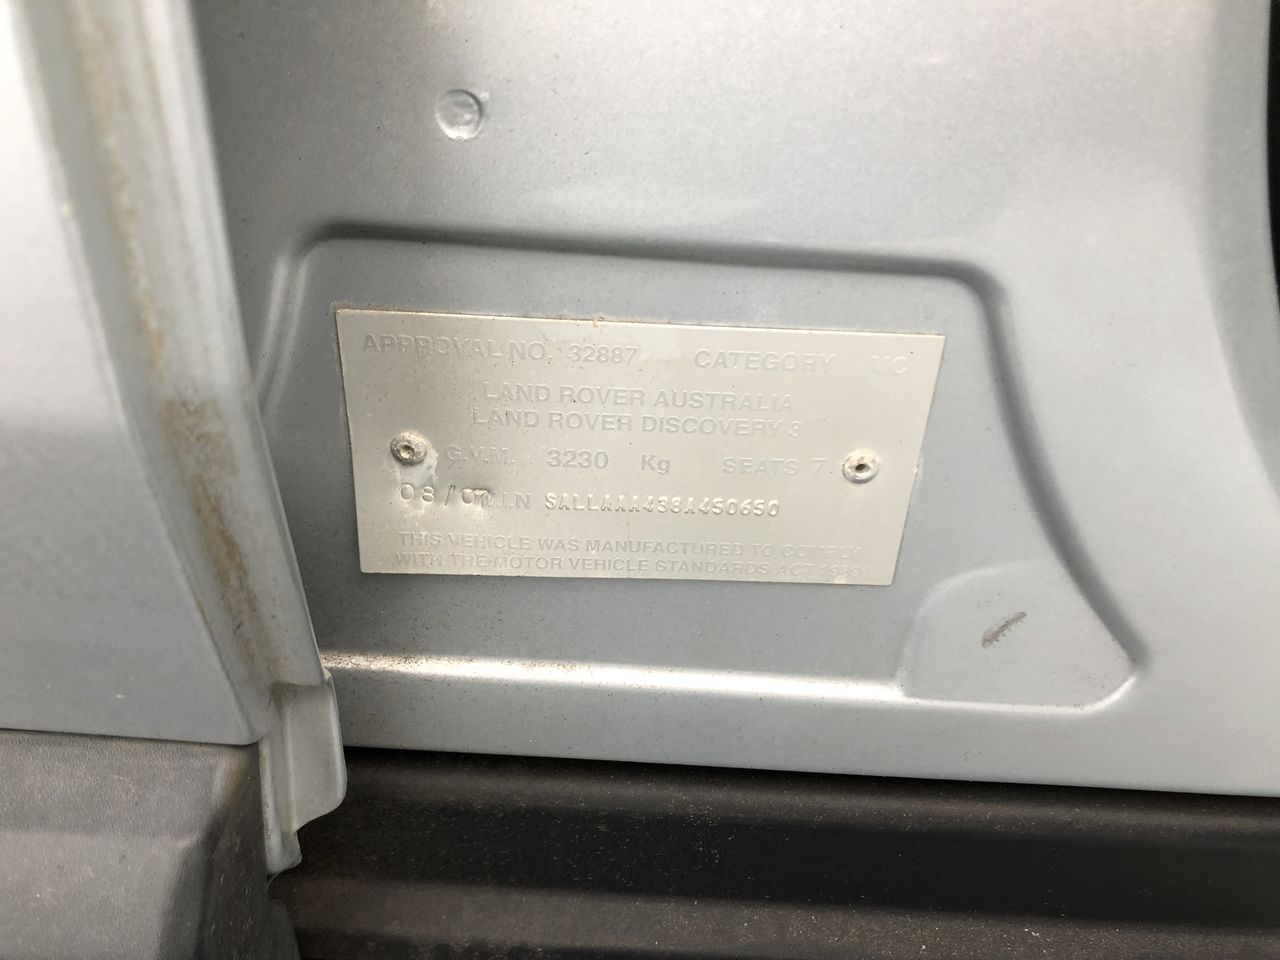 APPROVAL NO. 32887 CATEGORY MC
LAND ROVER AUSTRALIA
LAND ROVER DISCOVERY 3
G.V.M. 3230 Kg SEATS 7
08/07 V.I.N SALLAAA438A450650
THIS VEHICLE WAS MANUFACTURED TO COMPLY
WITH THE MOTOR VEHICLE STANDARDS ACT 1989